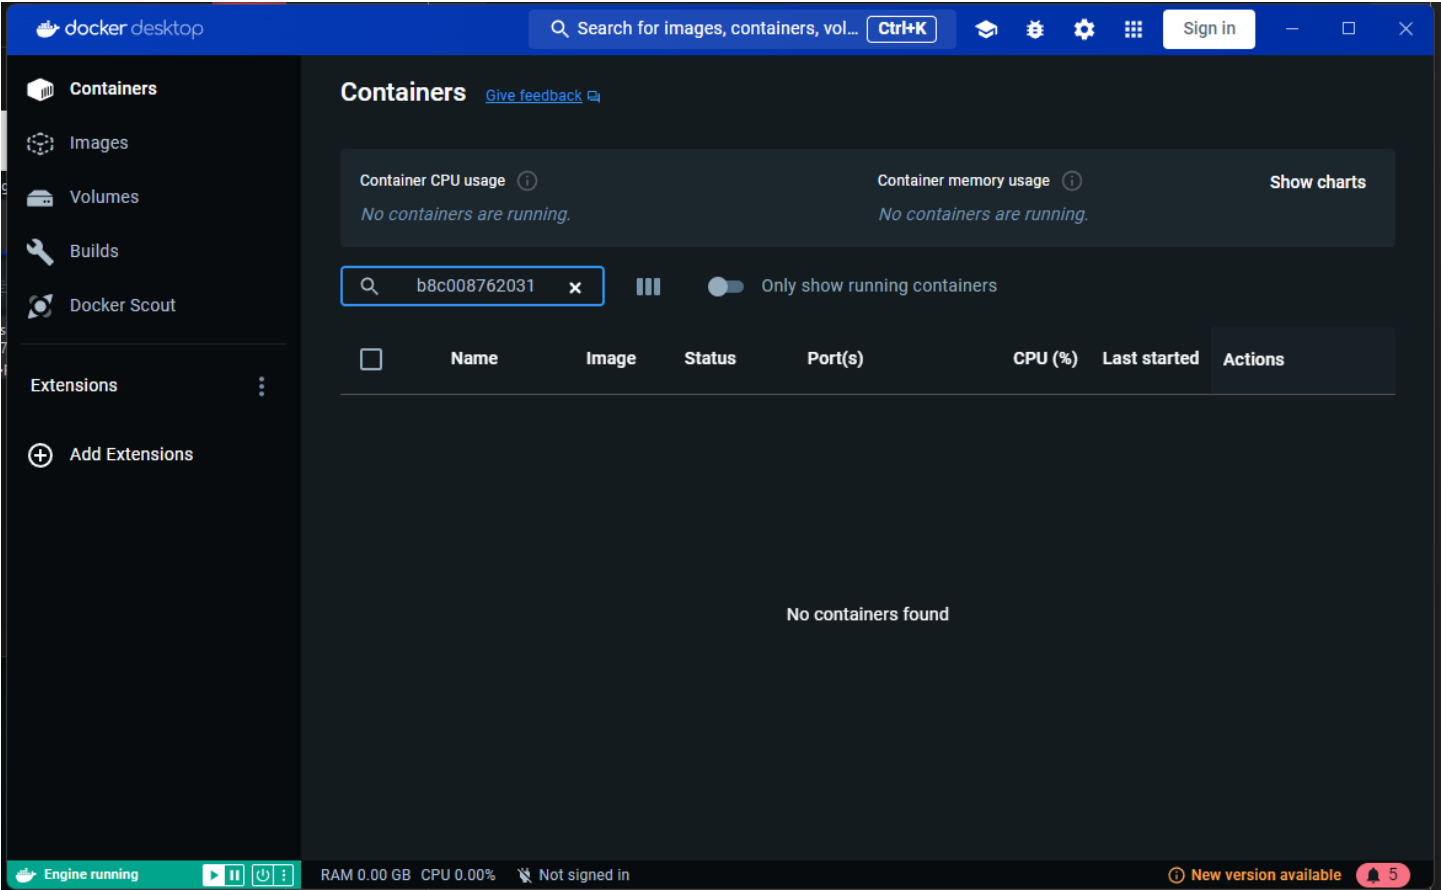 docker desktop
Search for images, containers, vol... Ctrl+K
Sign in
Containers
Images
Volumes
Builds
Docker Scout
Extensions
Add Extensions
Containers Give feedback
Container CPU usage
No containers are running.
Container memory usage
No containers are running.
Show charts
b8c008762031
Only show running containers
Name Image Status Port(s) CPU (%) Last started Actions
No containers found
Engine running
RAM 0.00 GB CPU 0.00% Not signed in
New version available 5